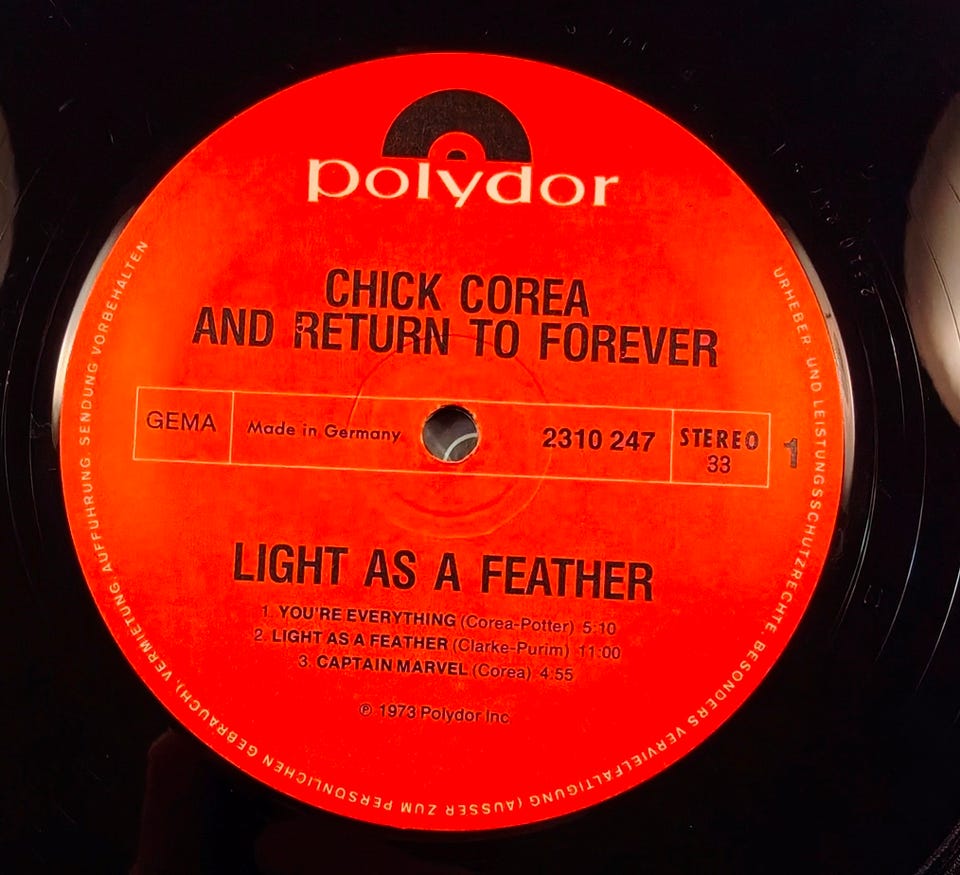 polydor
CHICK COREA
AND RETURN TO FOREVER
GEMA
Made in Germany
2310 247
STEREO
33
1
LIGHT AS A FEATHER
1. YOU'RE EVERYTHING (Corea-Potter) 5:10
2. LIGHT AS A FEATHER (Clarke-Purim) 11:00
3. CAPTAIN MARVEL (Corea) 4:55
℗ 1973 Polydor Inc
URHEBER- UND LEISTUNGSSCHUTZRECHTE, BESONDERS VERVIELFÄLTIGUNG (AUSSER ZUM PERSÖNLICHEN GEBRAUCH), VERMIETUNG, AUFFÜHRUNG, SENDUNG VORBEHALTEN